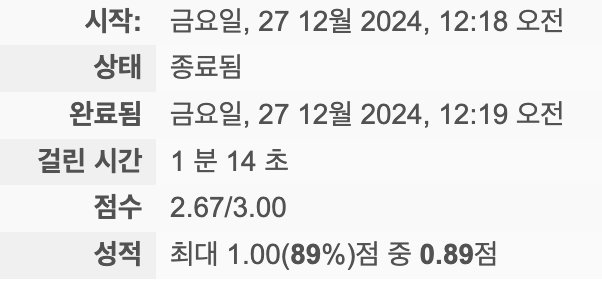 시작: 금요일, 27 12월 2024, 12:18 오전
상태 종료됨
완료됨 금요일, 27 12월 2024, 12:19 오전
걸린 시간 1 분 14 초
점수 2.67/3.00
성적 최대 1.00(89%)점 중 0.89점